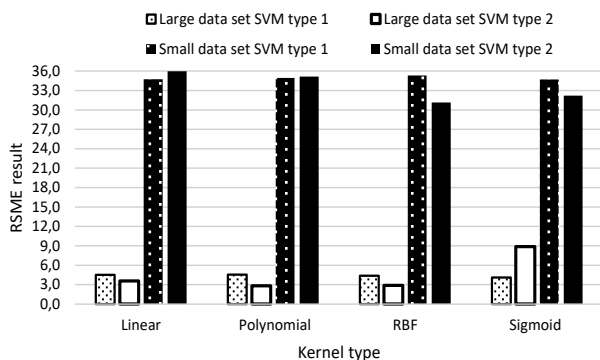 Large data set SVM type 1 Large data set SVM type 2
Small data set SVM type 1 Small data set SVM type 2
36,0
33,0
30,0
27,0
24,0
21,0
18,0
15,0
12,0
9,0
6,0
3,0
0,0
RSME result
Linear Polynomial RBF Sigmoid
Kernel type